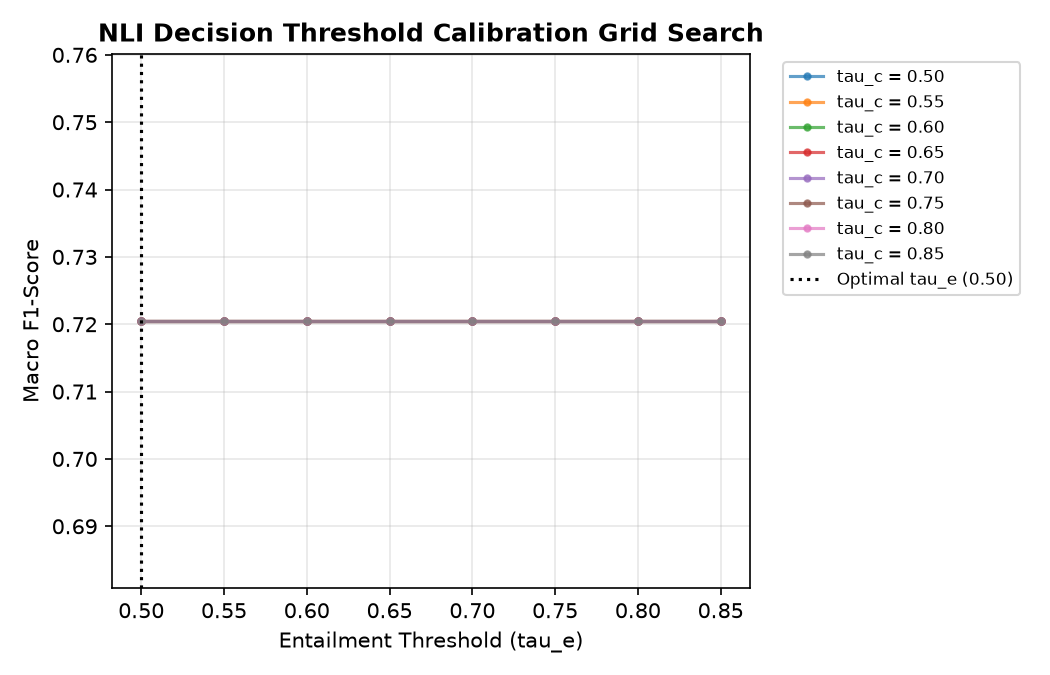 NLI Decision Threshold Calibration Grid Search
0.76
0.75
0.74
0.73
0.72
0.71
0.70
0.69
Macro F1-Score
0.50 0.55 0.60 0.65 0.70 0.75 0.80 0.85
Entailment Threshold (tau_e)
tau_c = 0.50
tau_c = 0.55
tau_c = 0.60
tau_c = 0.65
tau_c = 0.70
tau_c = 0.75
tau_c = 0.80
tau_c = 0.85
Optimal tau_e (0.50)